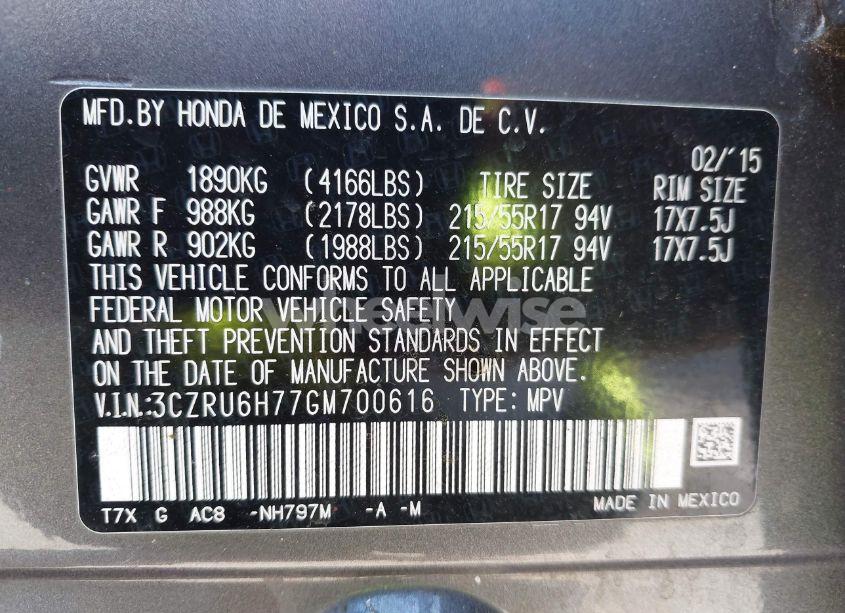 MFD.BY HONDA DE MEXICO S.A. DE C.V.
02/'15
GVWR 1890KG (4166LBS) TIRE SIZE RIM SIZE
GAWR F 988KG (2178LBS) 215/55R17 94V 17X7.5J
GAWR R 902KG (1988LBS) 215/55R17 94V 17X7.5J
THIS VEHICLE CONFORMS TO ALL APPLICABLE
FEDERAL MOTOR VEHICLE SAFETY
wheelwise
AND THEFT PREVENTION STANDARDS IN EFFECT
ON THE DATE OF MANUFACTURE SHOWN ABOVE.
V.I.N.:3CZRU6H77GM700616 TYPE: MPV
T7X G AC8 -NH797M -A -M MADE IN MEXICO